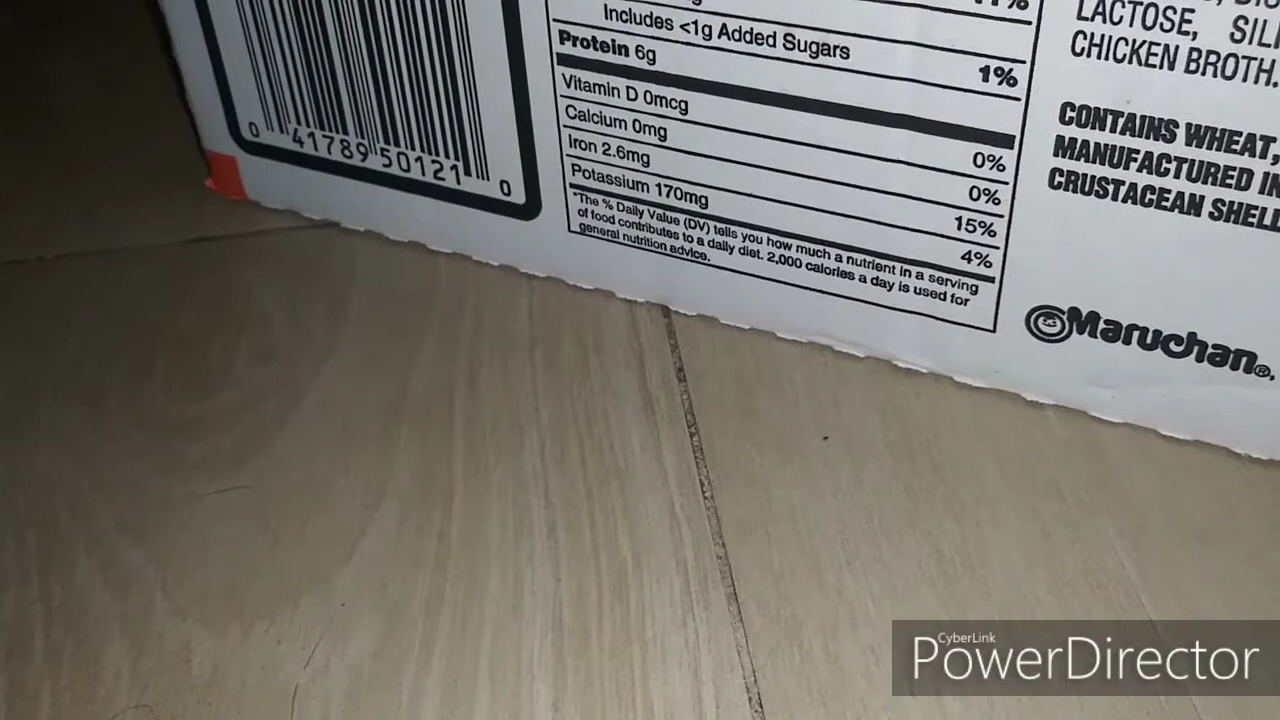 0 41789 50121 0
Includes <1g Added Sugars 1%
Protein 6g
Vitamin D 0mcg 0%
Calcium 0mg 0%
Iron 2.6mg 15%
Potassium 170mg 4%
*The % Daily Value (DV) tells you how much a nutrient in a serving
of food contributes to a daily diet. 2,000 calories a day is used for
general nutrition advice.
LACTOSE,
CHICKEN BROTH.
CONTAINS WHEAT,
MANUFACTURED IN
CRUSTACEAN
Maruchan®.
CyberLink
PowerDirector